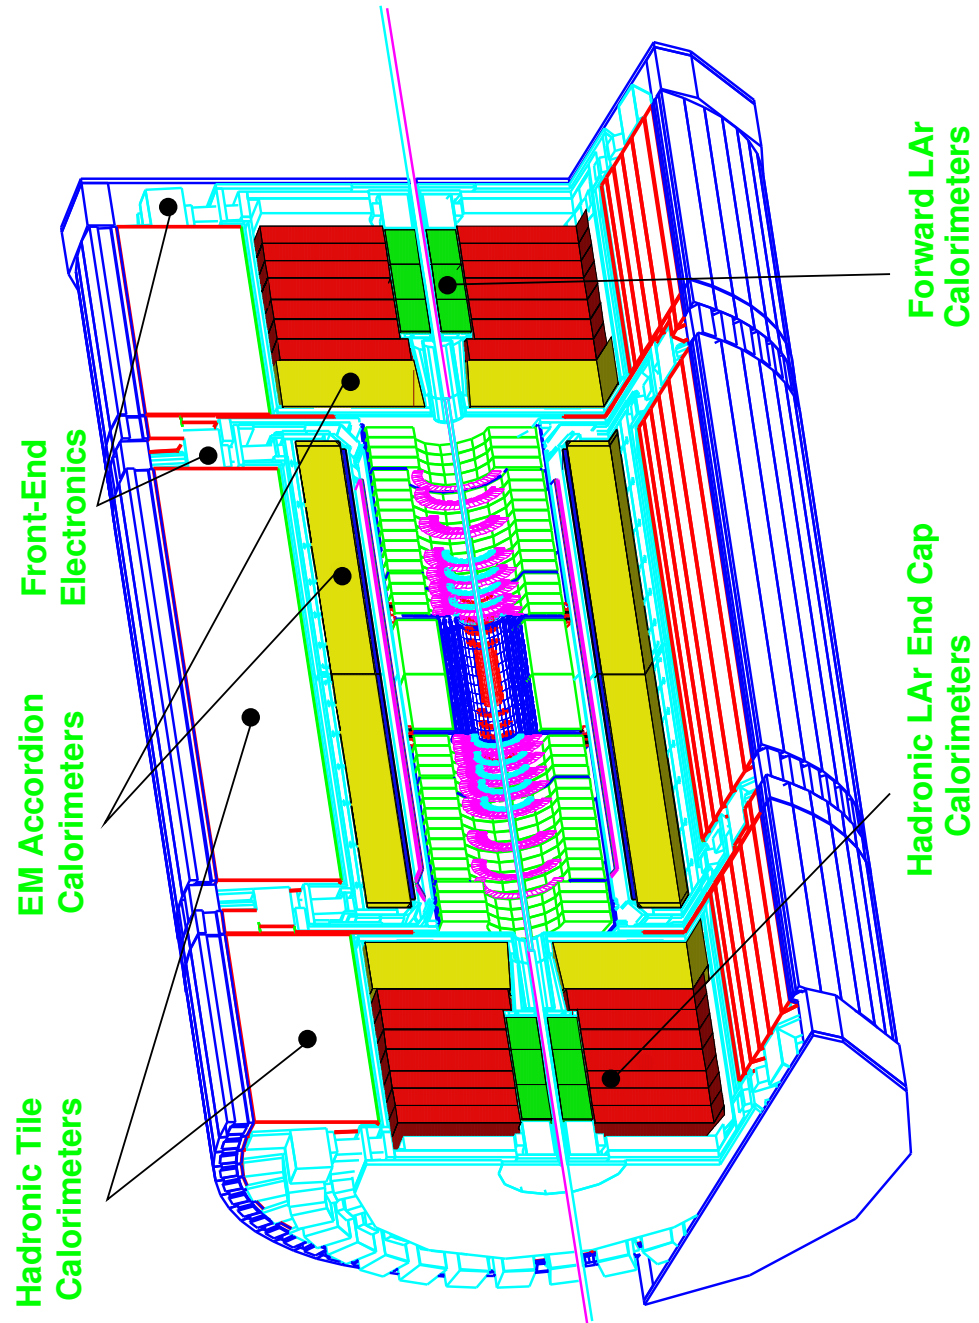 Hadronic Tile
Calorimeters
EM Accordion
Calorimeters
Front-End
Electronics
Hadronic LAr End Cap
Calorimeters
Forward LAr
Calorimeters